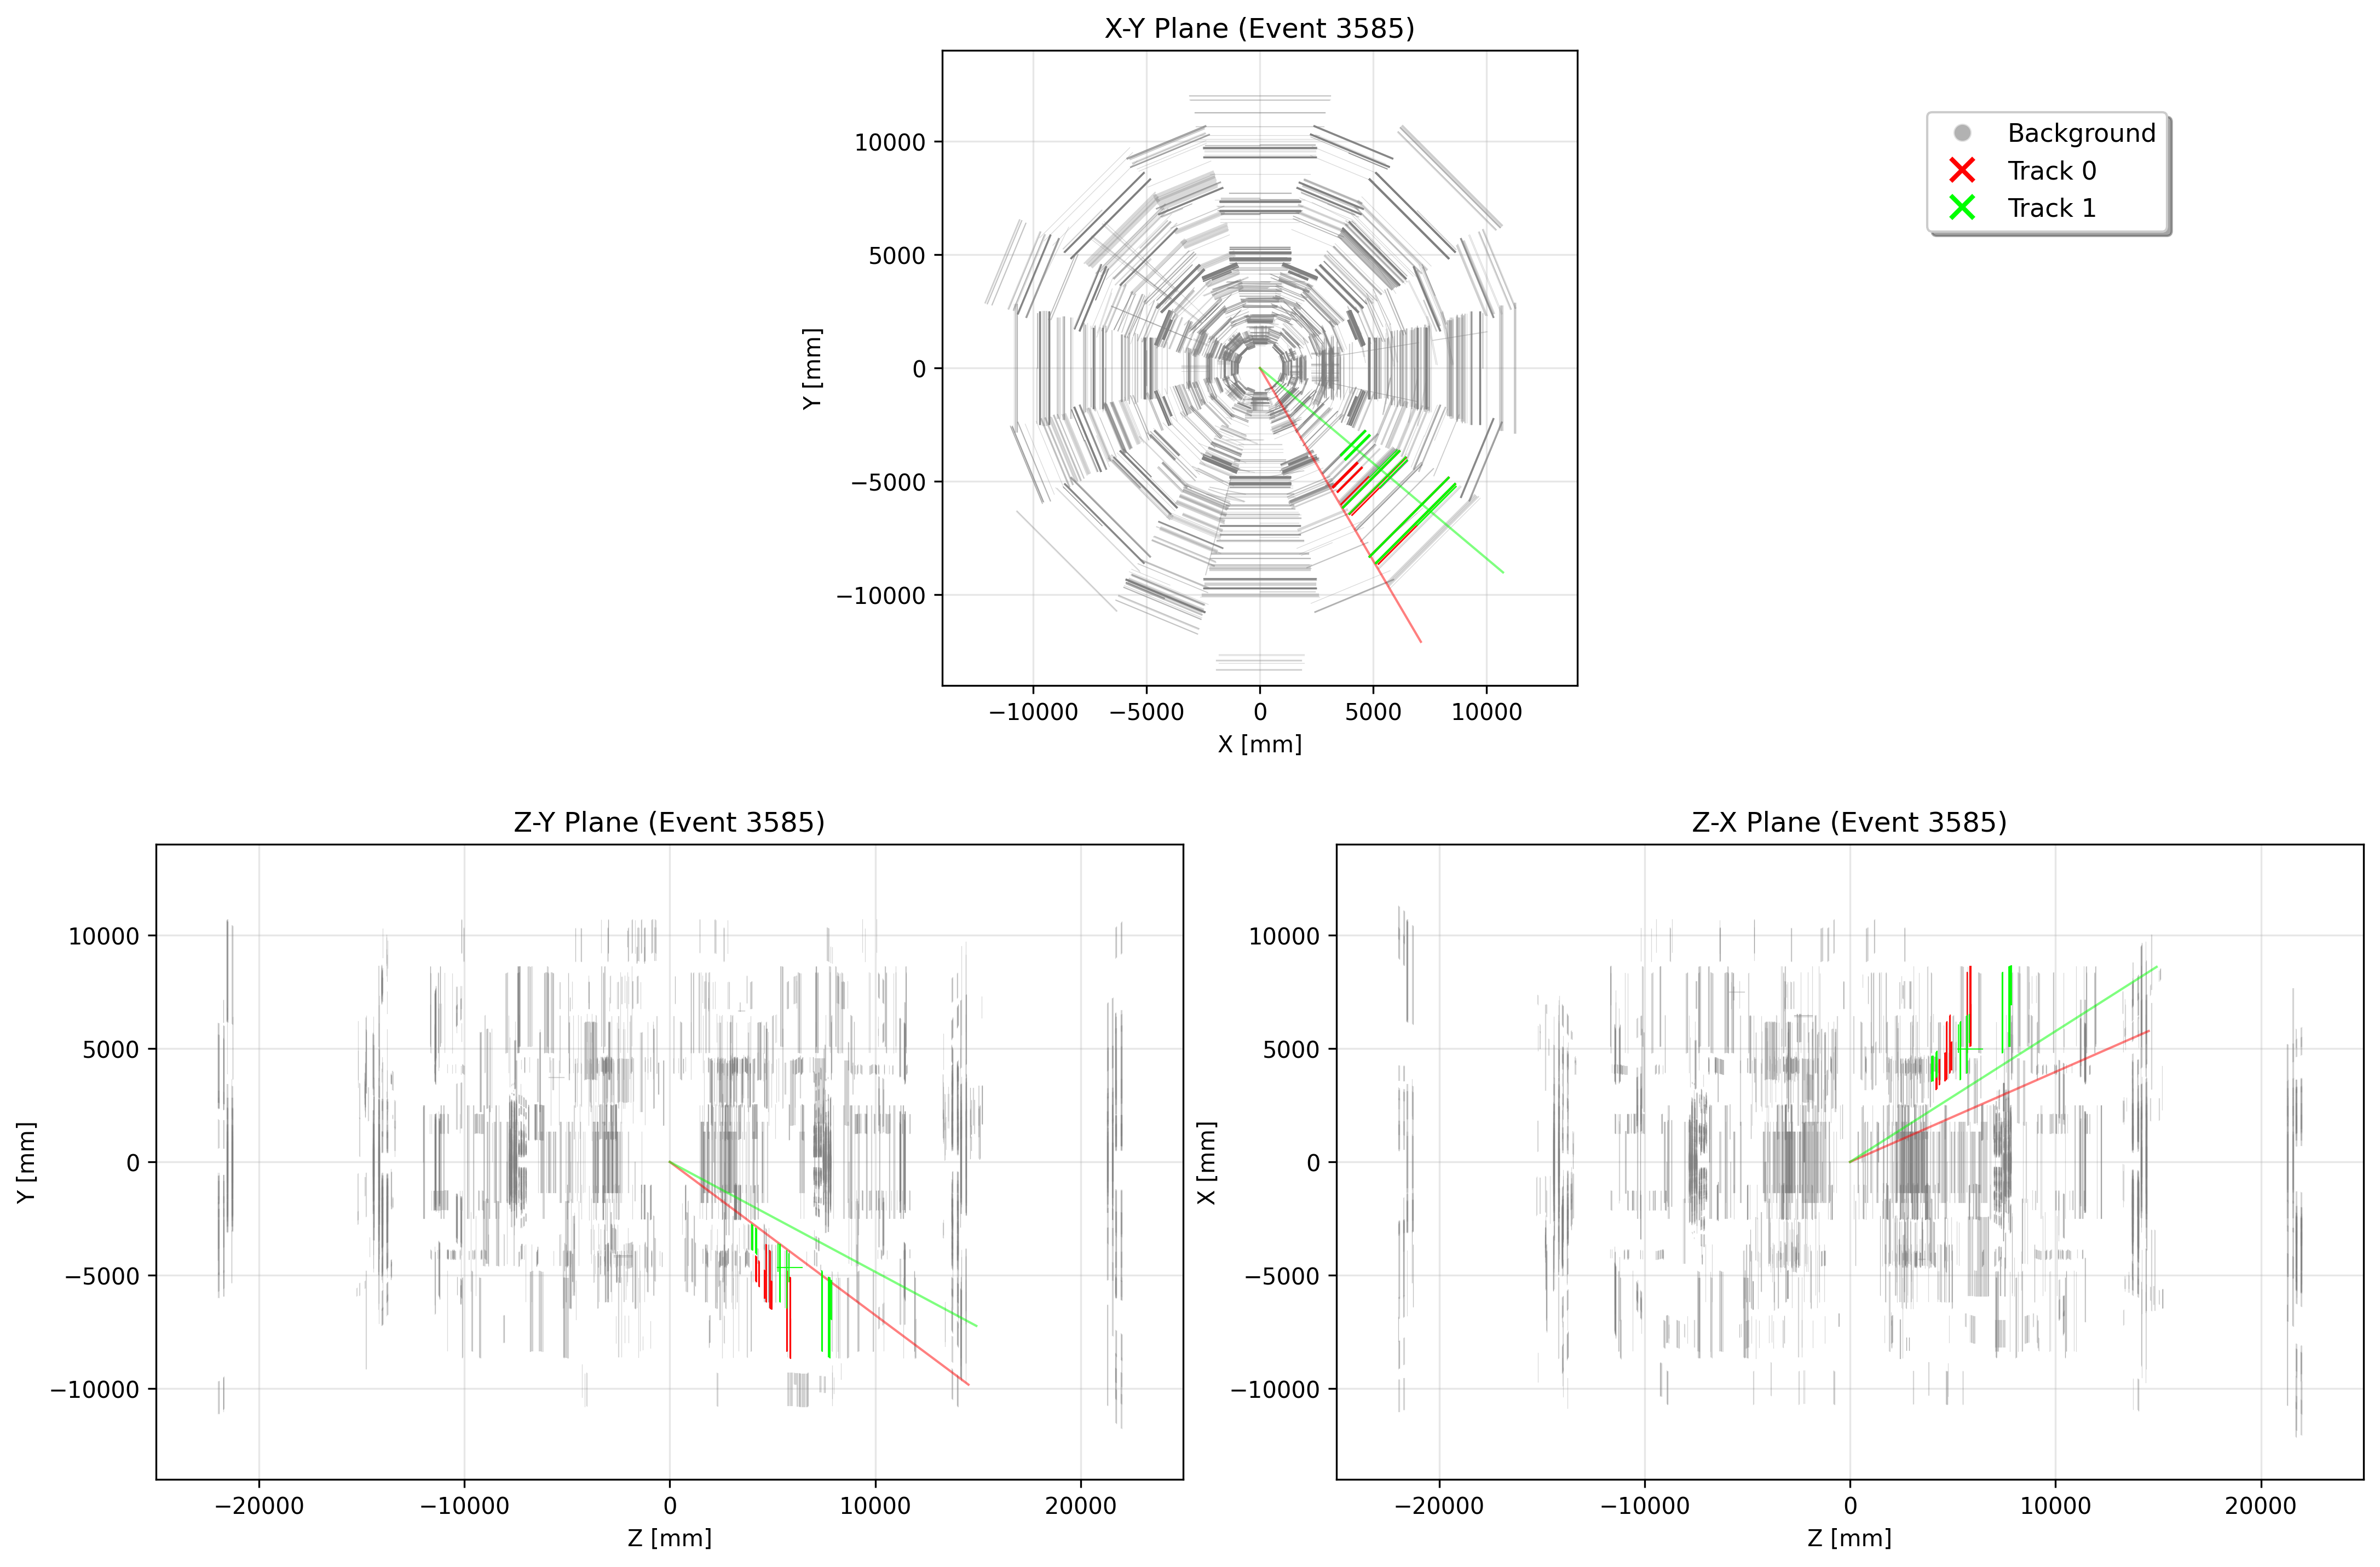 X-Y Plane (Event 3585)
Background
Track 0
Track 1
10000
5000
0
−5000
−10000
Y [mm]
−10000 −5000 0 5000 10000
X [mm]
Z-Y Plane (Event 3585)
10000
5000
0
−5000
−10000
Y [mm]
−20000 −10000 0 10000 20000
Z [mm]
Z-X Plane (Event 3585)
10000
5000
0
−5000
−10000
X [mm]
−20000 −10000 0 10000 20000
Z [mm]